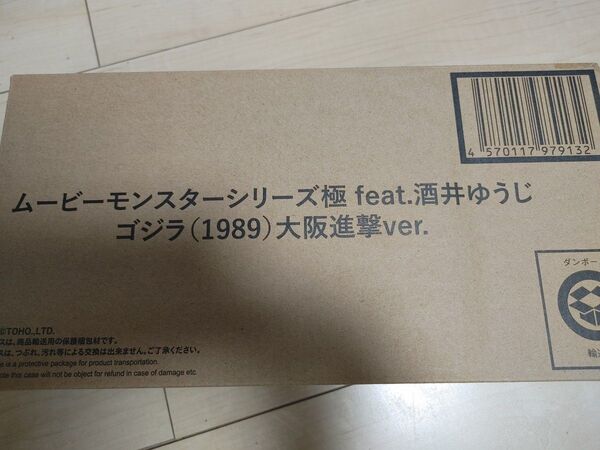 4 570117 979132
ムービーモンスターシリーズ極 feat.酒井ゆうじ
ゴジラ(1989)大阪進撃ver.
ダンボー
輸送
©TOHO.,LTD.
スは、商品輸送用の保護梱包材です。
スは、つぶれ、汚れ等による交換は出来ません。ご了承ください。
e is a protective package for product transportation.
ote this case will not be object for refund in case of damage etc.